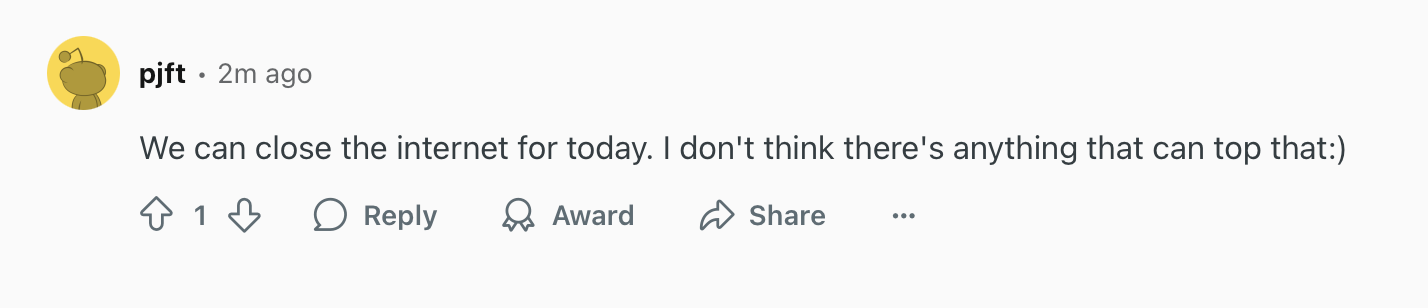 pjft • 2m ago
We can close the internet for today. I don't think there's anything that can top that:)
1 Reply Award Share ...